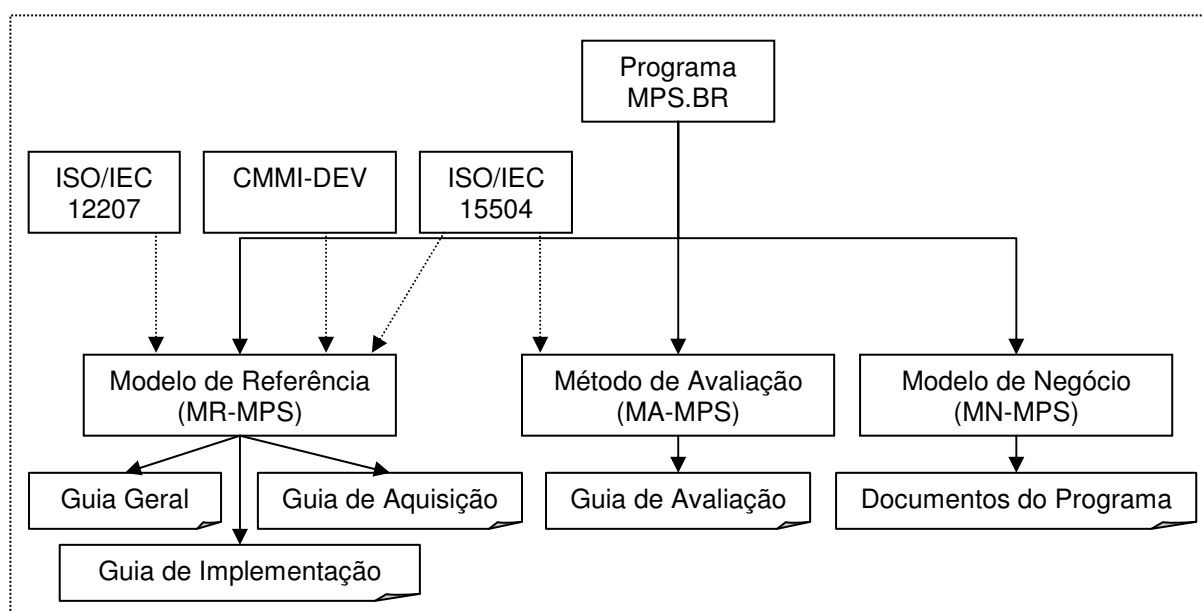 Programa
MPS.BR
ISO/IEC
12207
CMMI-DEV
ISO/IEC
15504
Modelo de Referência
(MR-MPS)
Método de Avaliação
(MA-MPS)
Modelo de Negócio
(MN-MPS)
Guia Geral
Guia de Aquisição
Guia de Avaliação
Documentos do Programa
Guia de Implementação